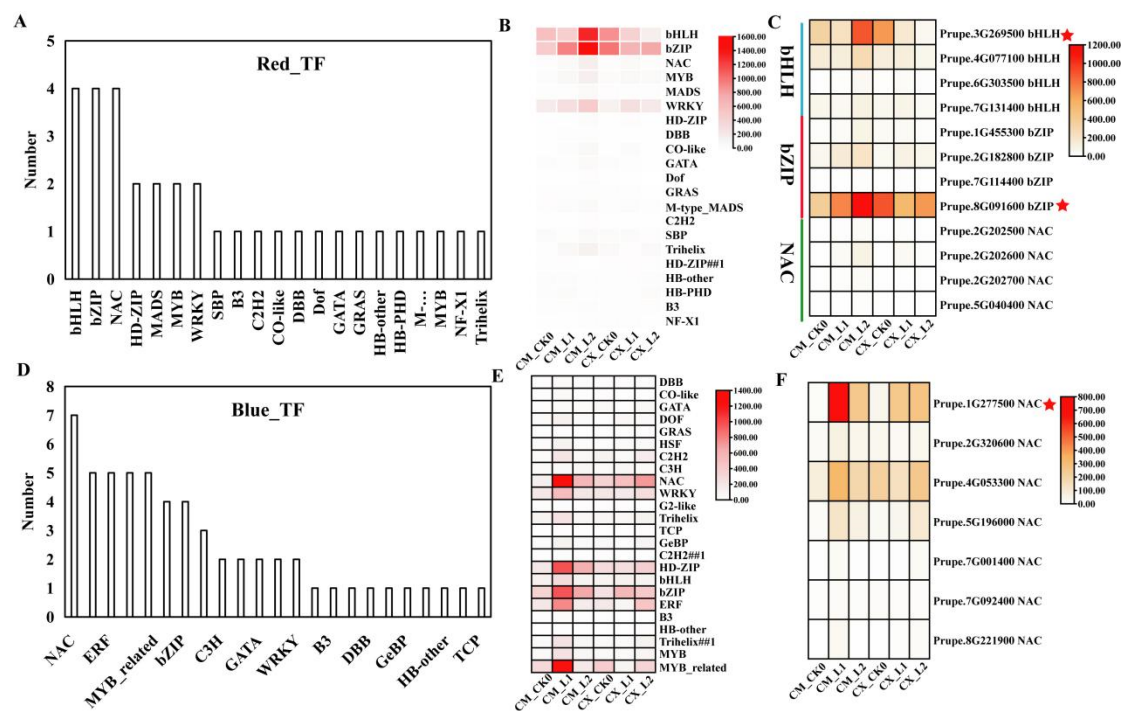 A
Red_TF
Number
5
4
3
2
1
0
bHLH
bZIP
NAC
HD-ZIP
MADS
MYB
WRKY
SBP
B3
C2H2
CO-like
DBB
Dof
GATA
GRAS
HB-other
HB-PHD
M-...
MYB
NF-X1
Trihelix
B
bHLH
bZIP
NAC
MYB
MADS
WRKY
HD-ZIP
DBB
CO-like
GATA
Dof
GRAS
M-type_MADS
C2H2
SBP
Trihelix
HD-ZIP##1
HB-other
HB-PHD
B3
NF-X1
CM_CK0
CM_L1
CM_L2
CX_CK0
CX_L1
CX_L2
1600.00
1400.00
1200.00
1000.00
800.00
600.00
400.00
200.00
0.00
C
bHLH
bZIP
NAC
Prupe.3G269500 bHLH
Prupe.4G077100 bHLH
Prupe.6G303500 bHLH
Prupe.7G131400 bHLH
Prupe.1G455300 bZIP
Prupe.2G182800 bZIP
Prupe.7G114400 bZIP
Prupe.8G091600 bZIP
Prupe.2G202500 NAC
Prupe.2G202600 NAC
Prupe.2G202700 NAC
Prupe.5G040400 NAC
CM_CK0
CM_L1
CM_L2
CX_CK0
CX_L1
CX_L2
1200.00
1000.00
800.00
600.00
400.00
200.00
0.00
D
Blue_TF
Number
8
7
6
5
4
3
2
1
0
NAC
ERF
MYB_related
bZIP
C3H
GATA
WRKY
B3
DBB
GeBP
HB-other
TCP
E
DBB
CO-like
GATA
DOF
GRAS
HSF
C2H2
C3H
NAC
WRKY
G2-like
Trihelix
TCP
GeBP
C2H2##1
HD-ZIP
bHLH
bZIP
ERF
B3
HB-other
Trihelix##1
MYB
MYB_related
CM_CK0
CM_L1
CM_L2
CX_CK0
CX_L1
CX_L2
1400.00
1200.00
1000.00
800.00
600.00
400.00
200.00
0.00
F
Prupe.1G277500 NAC
Prupe.2G320600 NAC
Prupe.4G053300 NAC
Prupe.5G196000 NAC
Prupe.7G001400 NAC
Prupe.7G092400 NAC
Prupe.8G221900 NAC
CM_CK0
CM_L1
CM_L2
CX_CK0
CX_L1
CX_L2
800.00
700.00
600.00
500.00
400.00
300.00
200.00
100.00
0.00